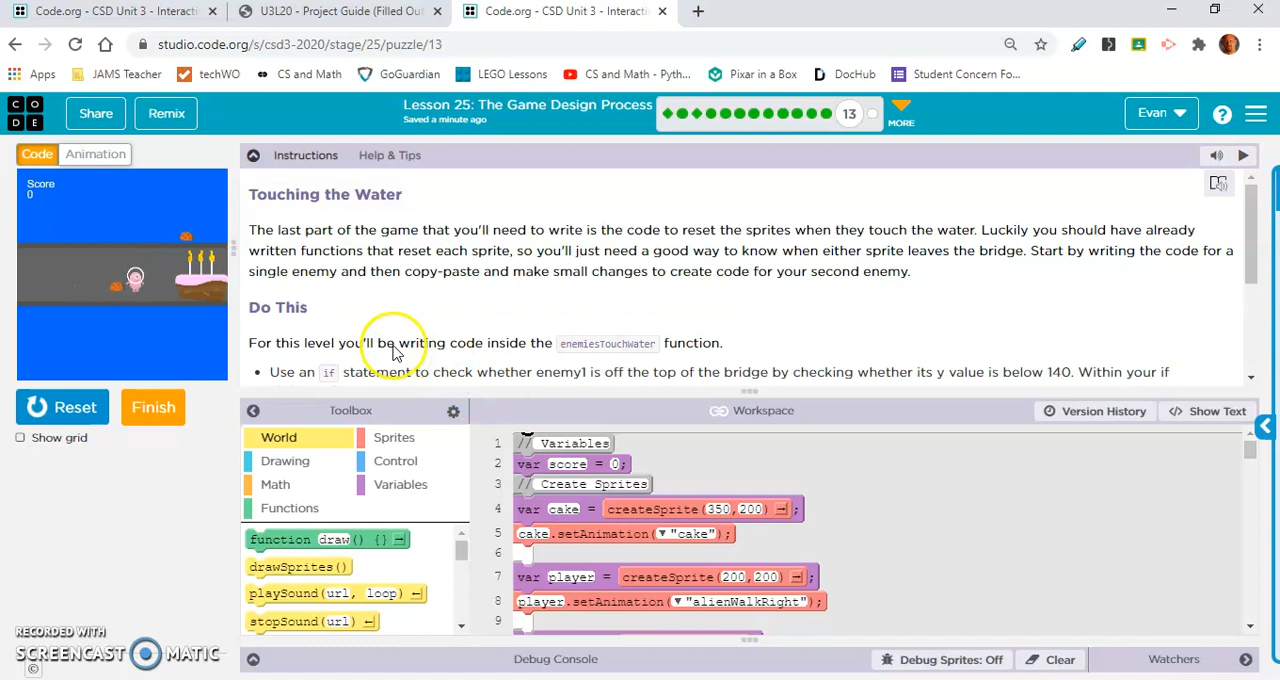 Code.org - CSD Unit 3 - Interacti
U3L20 - Project Guide (Filled Out
Code.org - CSD Unit 3 - Interacti
studio.code.org/s/csd3-2020/stage/25/puzzle/13
Apps JAMS Teacher techWO CS and Math GoGuardian LEGO Lessons CS and Math - Pyth... Pixar in a Box DocHub Student Concern Fo...
C O D E
Share
Remix
Lesson 25: The Game Design Process
Saved a minute ago
13
MORE
Evan
?
Code Animation
Instructions Help & Tips
Score
0
Touching the Water
The last part of the game that you'll need to write is the code to reset the sprites when they touch the water. Luckily you should have already
written functions that reset each sprite, so you'll just need a good way to know when either sprite leaves the bridge. Start by writing the code for a
single enemy and then copy-paste and make small changes to create code for your second enemy.
Do This
For this level you'll be writing code inside the enemiesTouchWater function.
• Use an if statement to check whether enemy1 is off the top of the bridge by checking whether its y value is below 140. Within your if
Reset
Finish
Show grid
Toolbox
Workspace
Version History
</> Show Text
World Sprites
Drawing Control
Math Variables
Functions
function draw() {}
drawSprites()
playSound(url, loop)
stopSound(url)
1 // Variables
2 var score = 0;
3 // Create Sprites
4 var cake = createSprite(350,200);
5 cake.setAnimation("cake");
6
7 var player = createSprite(200,200);
8 player.setAnimation("alienWalkRight");
9
RECORDED WITH
SCREENCAST MATIC
©
Debug Console
Debug Sprites: Off
Clear
Watchers